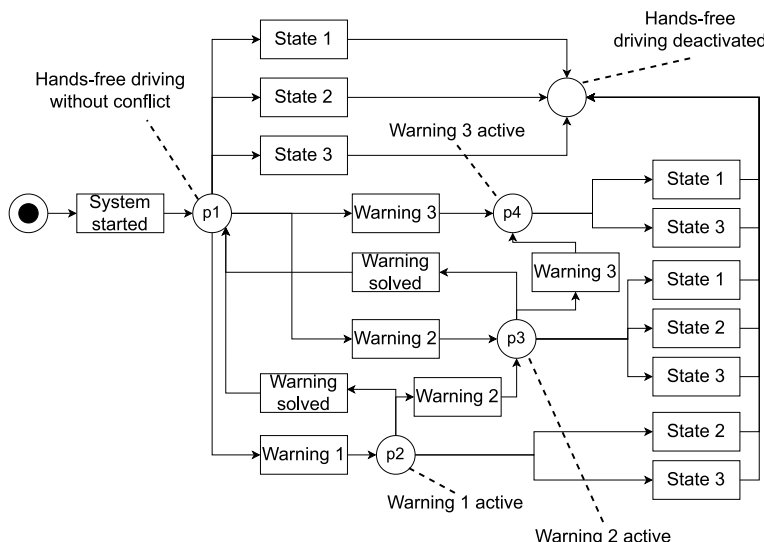 Hands-free
driving deactivated
State 1
Hands-free driving
without conflict
State 2
State 3
Warning 3 active
System
started
p1
Warning 3
p4
State 1
State 3
Warning
solved
Warning 3
State 1
Warning 2
p3
State 2
State 3
Warning
solved
Warning 2
State 2
Warning 1
p2
State 3
Warning 1 active
Warning 2 active